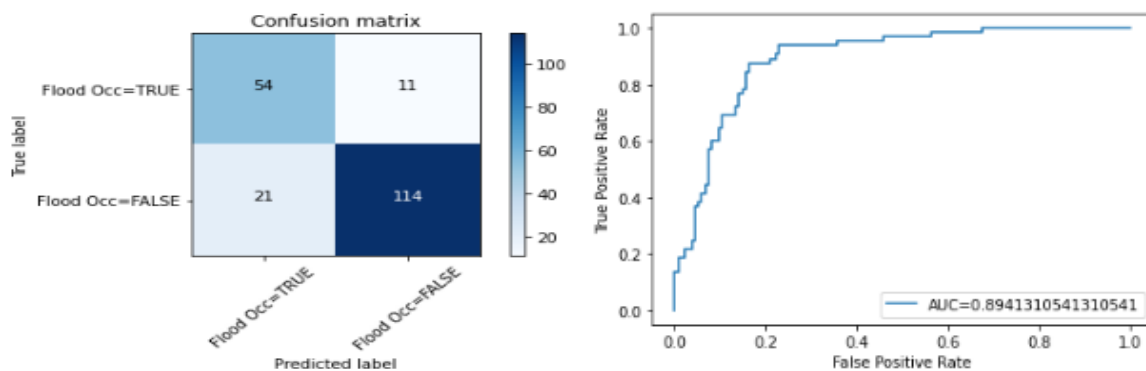 Confusion matrix
True label
Flood Occ=TRUE
54 11
100
80
Flood Occ=FALSE
21 114
60
40
20
Flood Occ=TRUE
Flood Occ=FALSE
Predicted label
True Positive Rate
1.0
0.8
0.6
0.4
0.2
0.0
AUC=0.8941310541310541
0.0 0.2 0.4 0.6 0.8 1.0
False Positive Rate